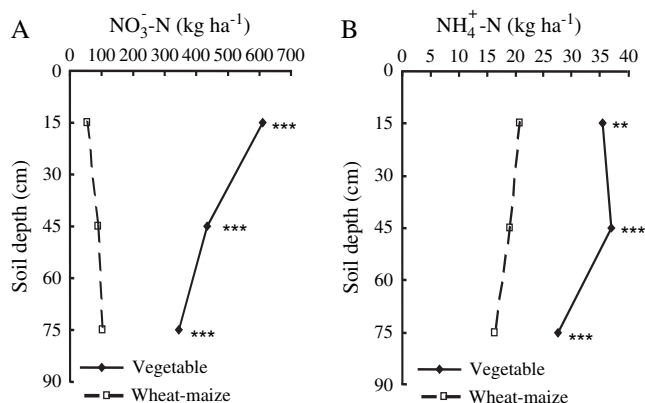 A
NO₃⁻-N (kg ha⁻¹)
0 100 200 300 400 500 600 700
0
15
30
45
60
75
90
Soil depth (cm)
***
***
***
Vegetable
Wheat-maize
B
NH₄⁺-N (kg ha⁻¹)
0 5 10 15 20 25 30 35 40
0
15
30
45
60
75
90
Soil depth (cm)
**
***
***
Vegetable
Wheat-maize